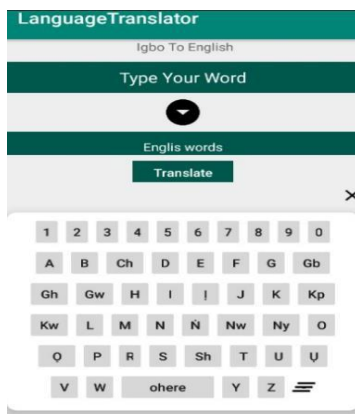 LanguageTranslator
Igbo To English
Type Your Word
Englis words
Translate
1 2 3 4 5 6 7 8 9 0
A B Ch D E F G Gb
Gh Gw H I Ị J K Kp
Kw L M N Ṅ Nw Ny O
Ọ P R S Sh T U Ụ
V W ohere Y Z